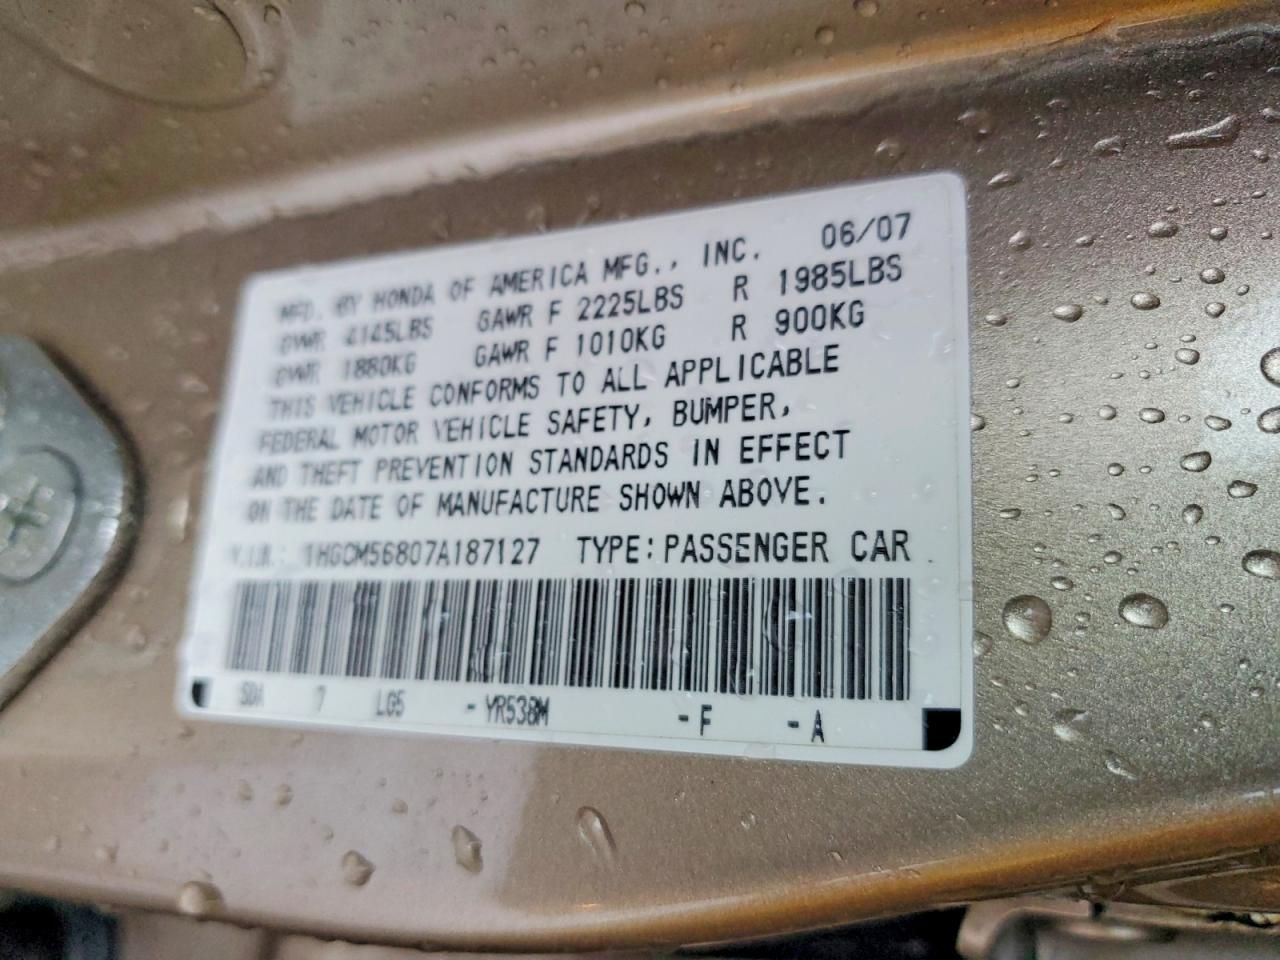 MFD. BY HONDA OF AMERICA MFG., INC. 06/07
GVWR 4145LBS GAWR F 2225LBS R 1985LBS
GVWR 1880KG GAWR F 1010KG R 900KG
THIS VEHICLE CONFORMS TO ALL APPLICABLE
FEDERAL MOTOR VEHICLE SAFETY, BUMPER,
AND THEFT PREVENTION STANDARDS IN EFFECT
ON THE DATE OF MANUFACTURE SHOWN ABOVE.
V.I.N.: 1HGCM56807A187127 TYPE: PASSENGER CAR
SDA 7 LG5 - YR538M - F - A